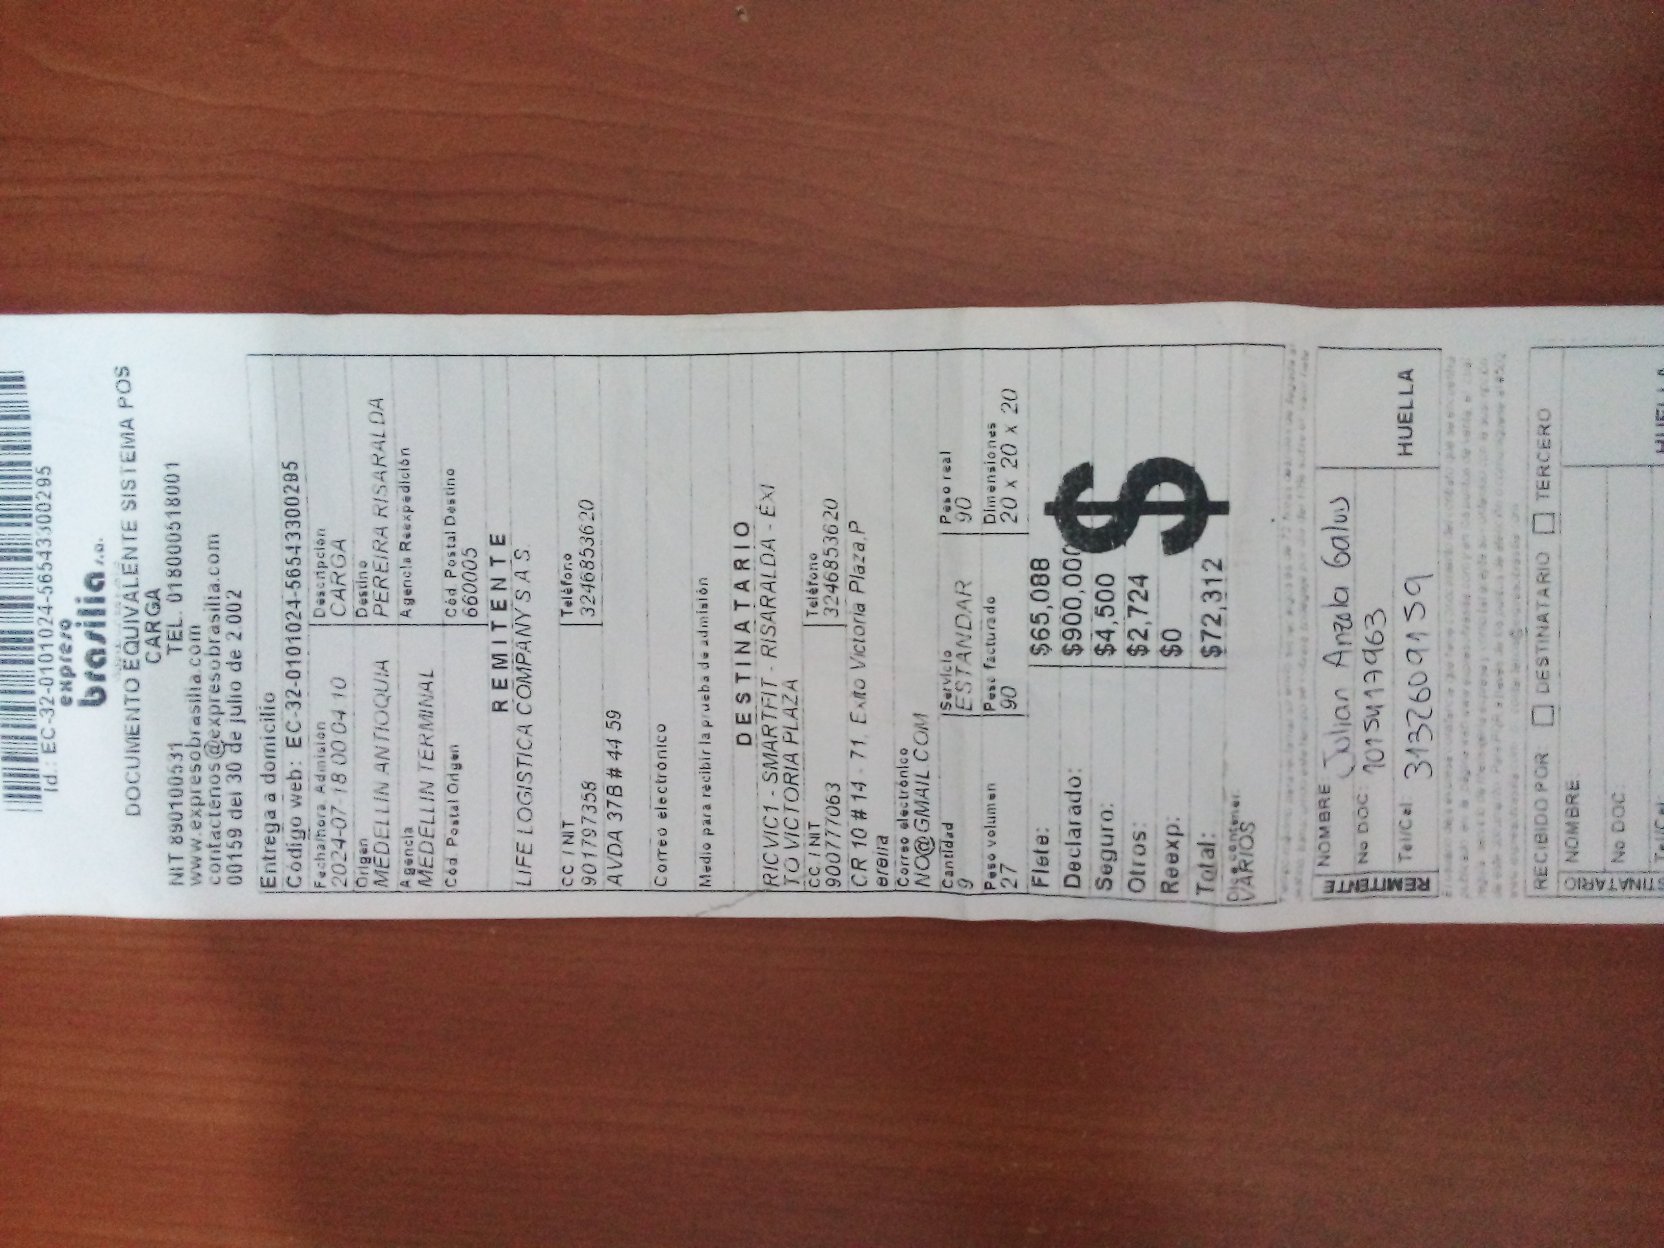 Id.: EC-32-0101024-56543300295
expreso
brasilia s.a.
DOCUMENTO EQUIVALENTE SISTEMA POS
CARGA
NIT 890100531 TEL. 018000518001
www.expresobrasilia.com
contactenos@expresobrasilia.com
00159 del 30 de julio de 2002
Entrega a domicilio
Código web: EC-32-0101024-56543300295
Fecha/hora Admision Descripción
2024-07-18 00 04 10 CARGA
Origen Destino
MEDELLIN ANTIOQUIA PEREIRA RISARALDA
Agencia Agencia Reexpedición
MEDELLIN TERMINAL
Cód Postal Origen Cód Postal Destino
660005
REMITENTE
LIFE LOGISTICA COMPANY S A S
CC / NIT Teléfono
901797358 3246853620
AVDA 37B # 44 59
Correo electrónico
Medio para recibir la prueba de admisión
DESTINATARIO
RICVIC1 - SMARTFIT - RISARALDA - EXI
TO VICTORIA PLAZA
CC / NIT Teléfono
900777063 3246853620
CR 10 # 14 - 71, Exito Victoria Plaza,P
ereira
Correo electrónico
NO@GMAIL COM
Cantidad Servicio Peso real
9 ESTANDAR 90
Peso volumen Peso facturado Dimensiones
27 90 20 x 20 x 20
Flete: $65,088
Declarado: $900,000
Seguro: $4,500
Otros: $2,724
Reexp: $0
Total: $72,312
$
Dice contener:
VARIOS
REMITENTE
NOMBRE Julian Anzola
No DOC 1015417963
Tel/Cel 3132609159
HUELLA
RECIBIDO POR DESTINATARIO TERCERO
NOMBRE
No DOC.
Tel/Cel